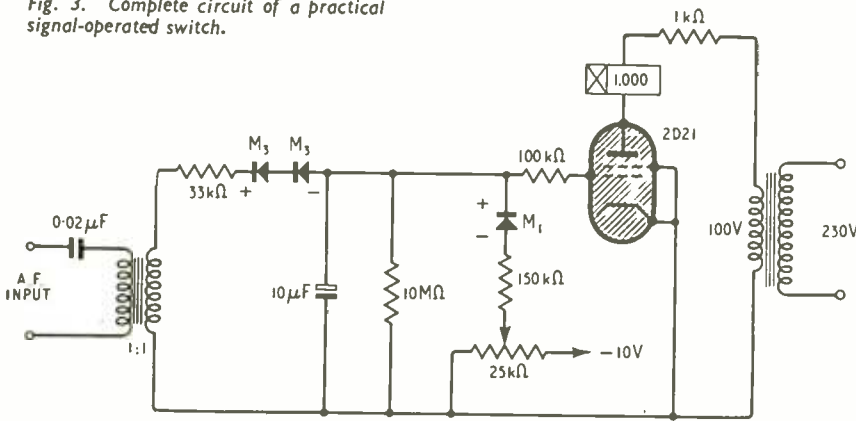 Fig. 3. Complete circuit of a practical
signal-operated switch.
1kΩ
1,000
2D21
M₃ M₃
100kΩ
33kΩ + −
+
M₁
−
0·02μF
100V
230V
A.F.
INPUT
10μF
10MΩ
150kΩ
1:1
−10V
25kΩ